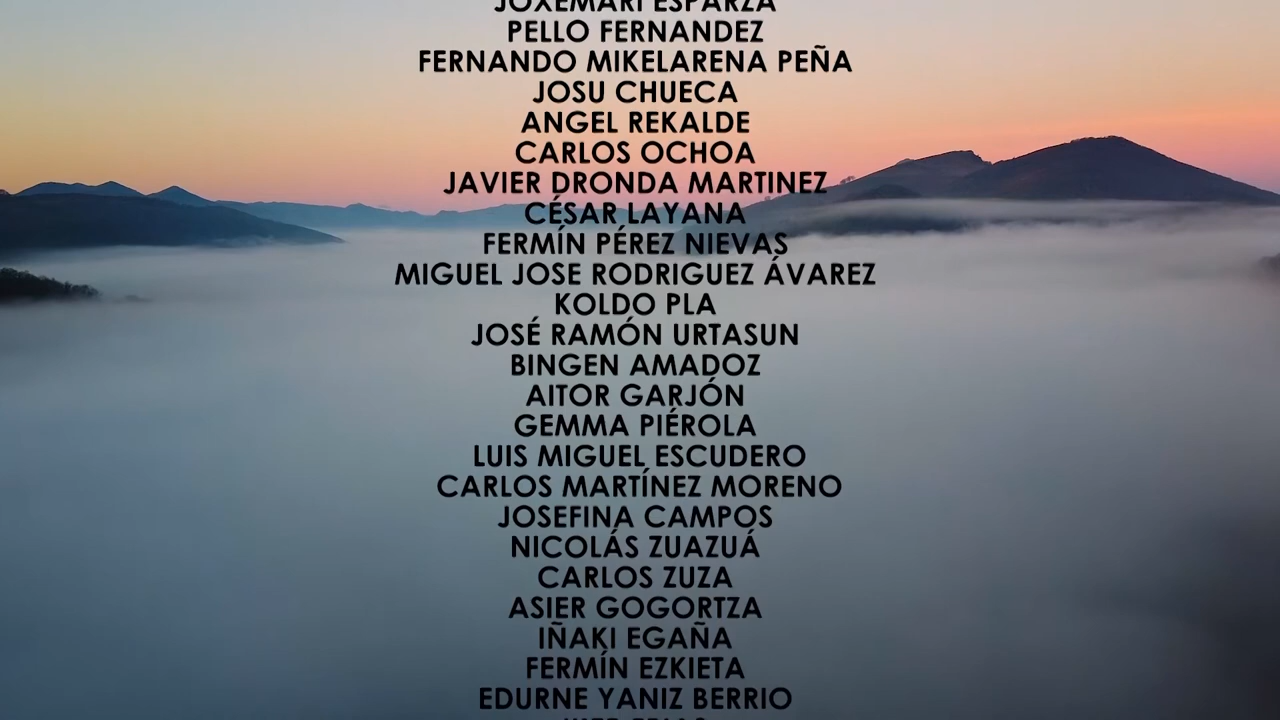 JOXEMARI ESPARZA
PELLO FERNANDEZ
FERNANDO MIKELARENA PEÑA
JOSU CHUECA
ANGEL REKALDE
CARLOS OCHOA
JAVIER DRONDA MARTINEZ
CÉSAR LAYANA
FERMÍN PÉREZ NIEVAS
MIGUEL JOSE RODRIGUEZ ÁVAREZ
KOLDO PLA
JOSÉ RAMÓN URTASUN
BINGEN AMADOZ
AITOR GARJÓN
GEMMA PIÉROLA
LUIS MIGUEL ESCUDERO
CARLOS MARTÍNEZ MORENO
JOSEFINA CAMPOS
NICOLÁS ZUAZUÁ
CARLOS ZUZA
ASIER GOGORTZA
IÑAKI EGAÑA
FERMÍN EZKIETA
EDURNE YANIZ BERRIO